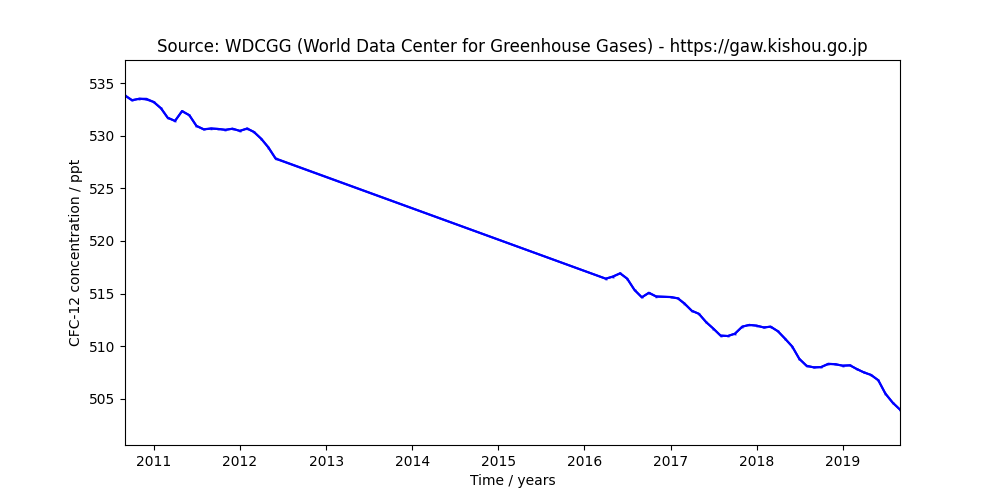 Source: WDCGG (World Data Center for Greenhouse Gases) - https://gaw.kishou.go.jp
535
530
525
520
515
510
505
CFC-12 concentration / ppt
2011 2012 2013 2014 2015 2016 2017 2018 2019
Time / years